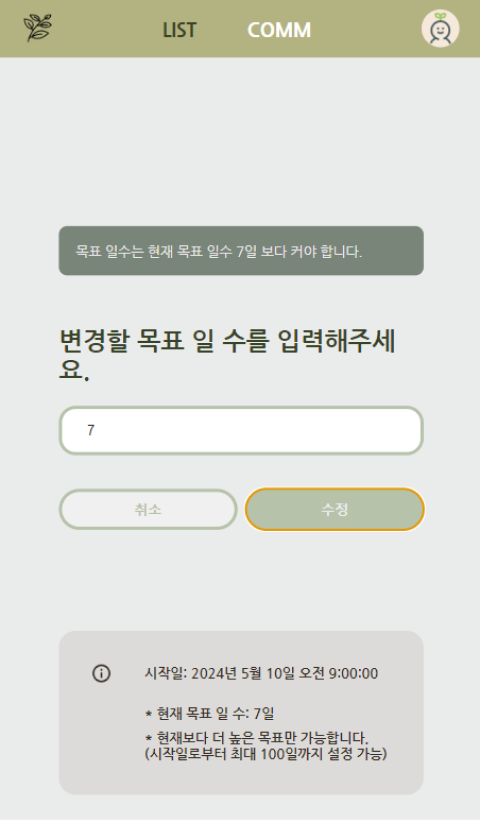 LIST
COMM
목표 일수는 현재 목표 일수 7일 보다 커야 합니다.
변경할 목표 일 수를 입력해주세
요.
7
취소
수정
시작일: 2024년 5월 10일 오전 9:00:00
* 현재 목표 일 수: 7일
* 현재보다 더 높은 목표만 가능합니다.
(시작일로부터 최대 100일까지 설정 가능)